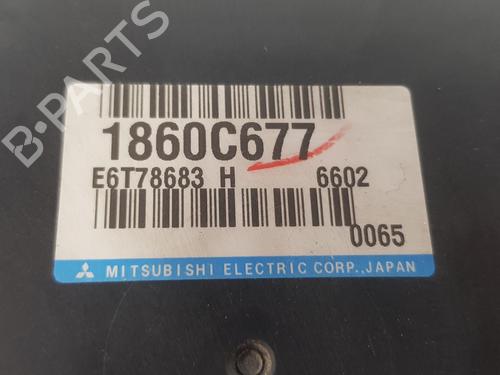 B-PARTS
1860C677
E6T78683 H 6602
0065
MITSUBISHI ELECTRIC CORP., JAPAN